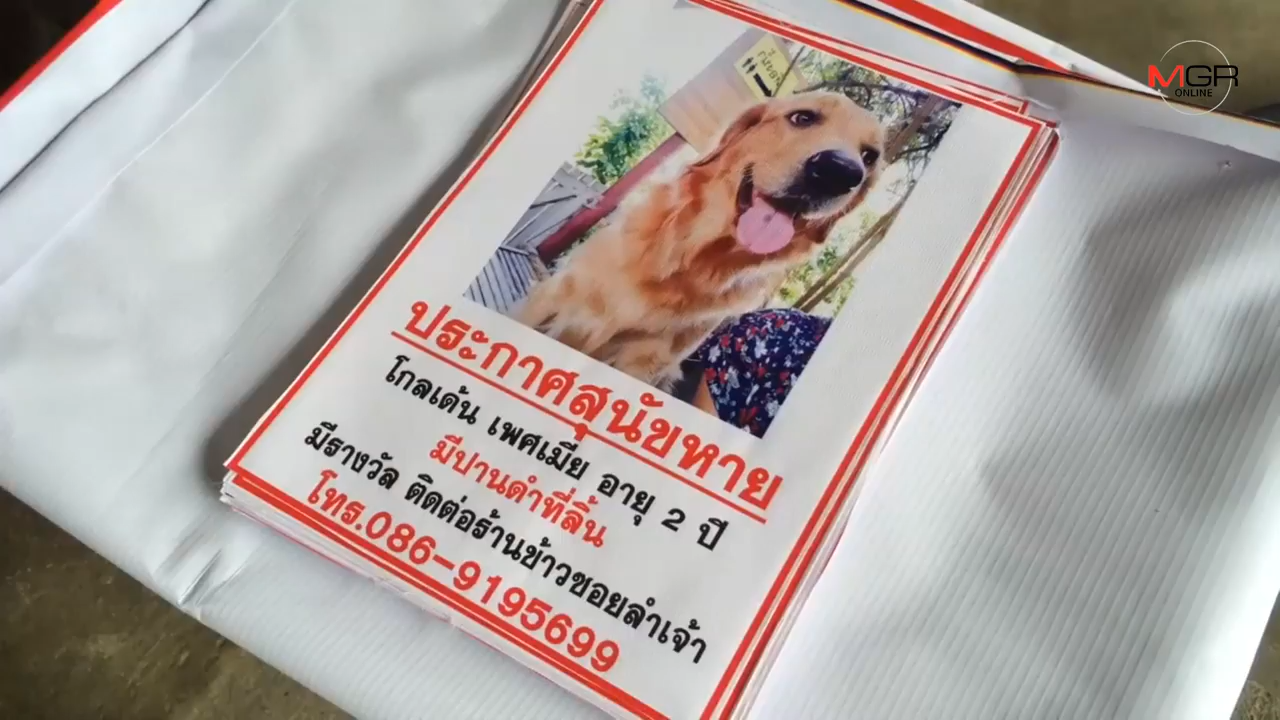 MGR
ONLINE
ประกาศสุนัขหาย
โกลเด้น เพศเมีย อายุ 2 ปี
มีปานดำที่ลิ้น
มีรางวัล ติดต่อร้านข้าวซอยลำเจ้า
โทร.086-9195699